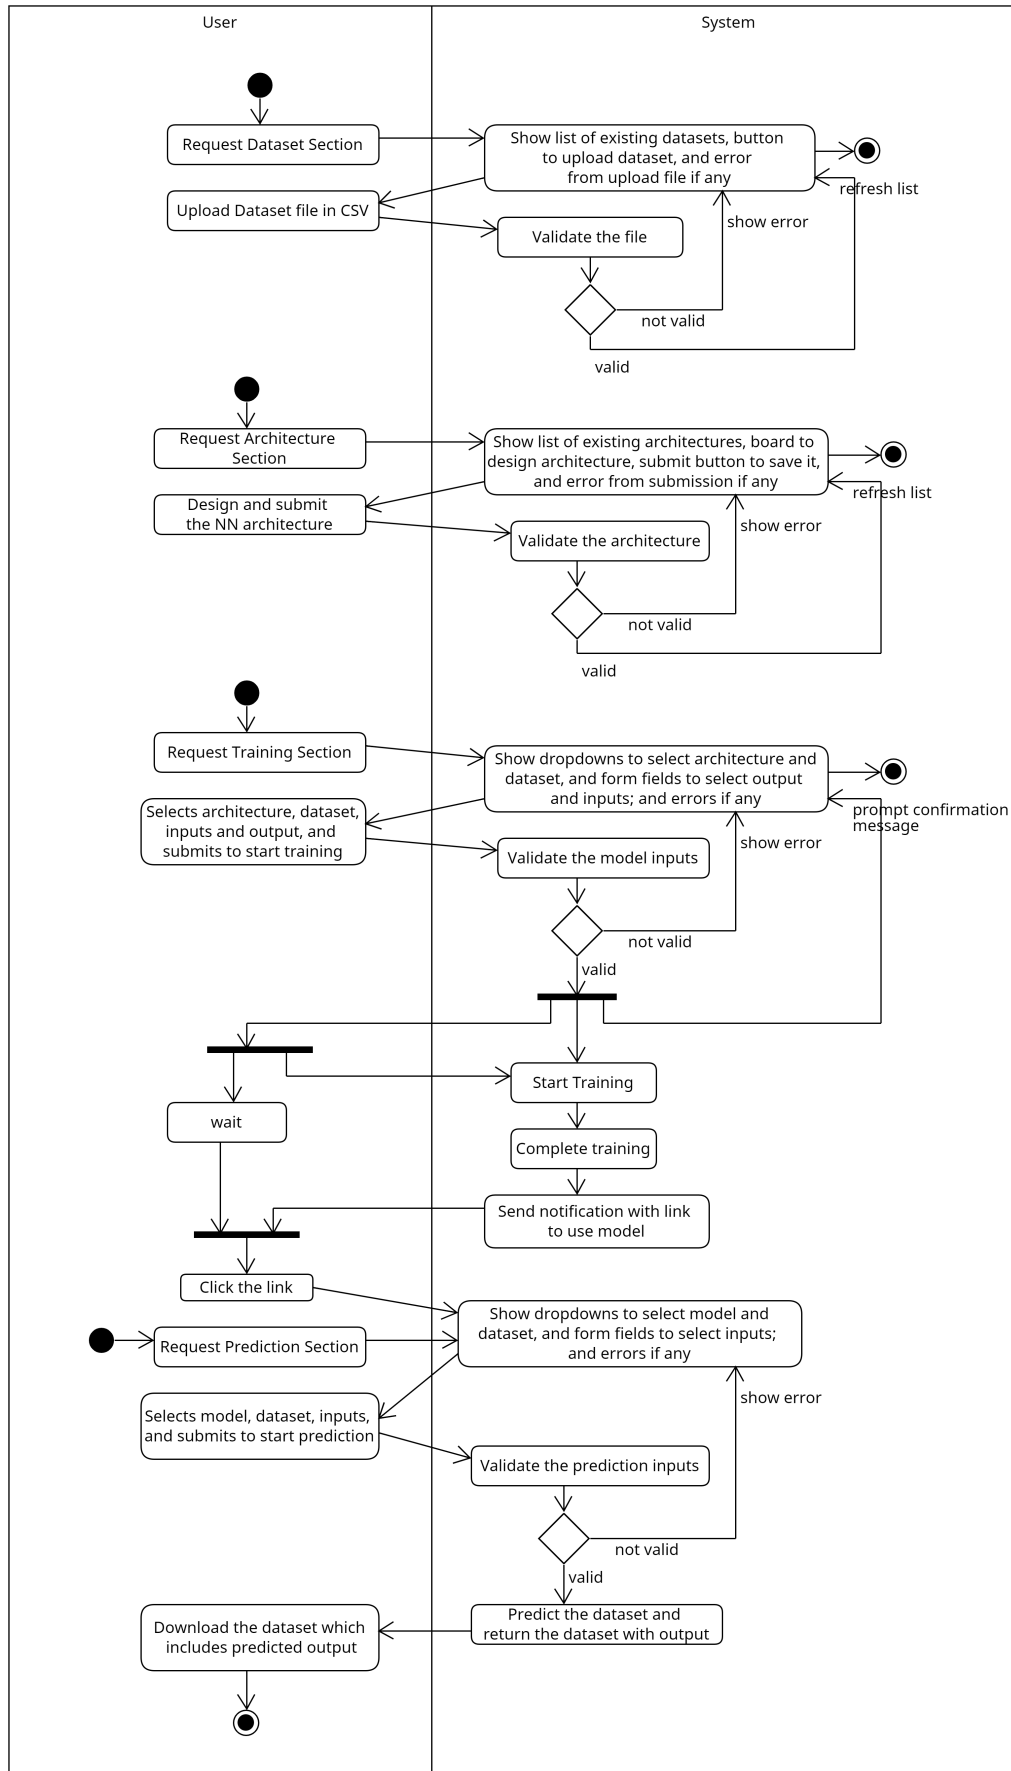 User
System
Request Dataset Section
Show list of existing datasets, button
to upload dataset, and error
from upload file if any
refresh list
Upload Dataset file in CSV
show error
Validate the file
not valid
valid
Request Architecture
Section
Show list of existing architectures, board to
design architecture, submit button to save it,
and error from submission if any
refresh list
Design and submit
the NN architecture
show error
Validate the architecture
not valid
valid
Request Training Section
Show dropdowns to select architecture and
dataset, and form fields to select output
and inputs; and errors if any
prompt confirmation
message
Selects architecture, dataset,
inputs and output, and
submits to start training
show error
Validate the model inputs
not valid
valid
Start Training
wait
Complete training
Send notification with link
to use model
Click the link
Show dropdowns to select model and
dataset, and form fields to select inputs;
and errors if any
Request Prediction Section
show error
Selects model, dataset, inputs,
and submits to start prediction
Validate the prediction inputs
not valid
valid
Predict the dataset and
return the dataset with output
Download the dataset which
includes predicted output